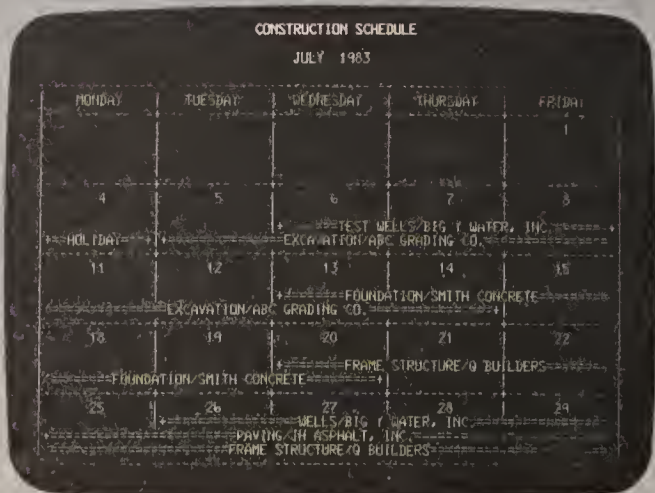 CONSTRUCTION SCHEDULE
JULY 1983
MONDAY TUESDAY WEDNESDAY THURSDAY FRIDAY
1
4 5 6 7 8
TEST WELLS/BIG Y WATER, INC.
HOLIDAY EXCAVATION/ABC GRADING CO.
11 12 13 14 15
FOUNDATION/SMITH CONCRETE
EXCAVATION/ABC GRADING CO.
18 19 20 21 22
FRAME STRUCTURE/Q BUILDERS
FOUNDATION/SMITH CONCRETE
25 26 27 28 29
WELLS/BIG Y WATER, INC.
PAVING/JH ASPHALT, INC.
FRAME STRUCTURE/Q BUILDERS